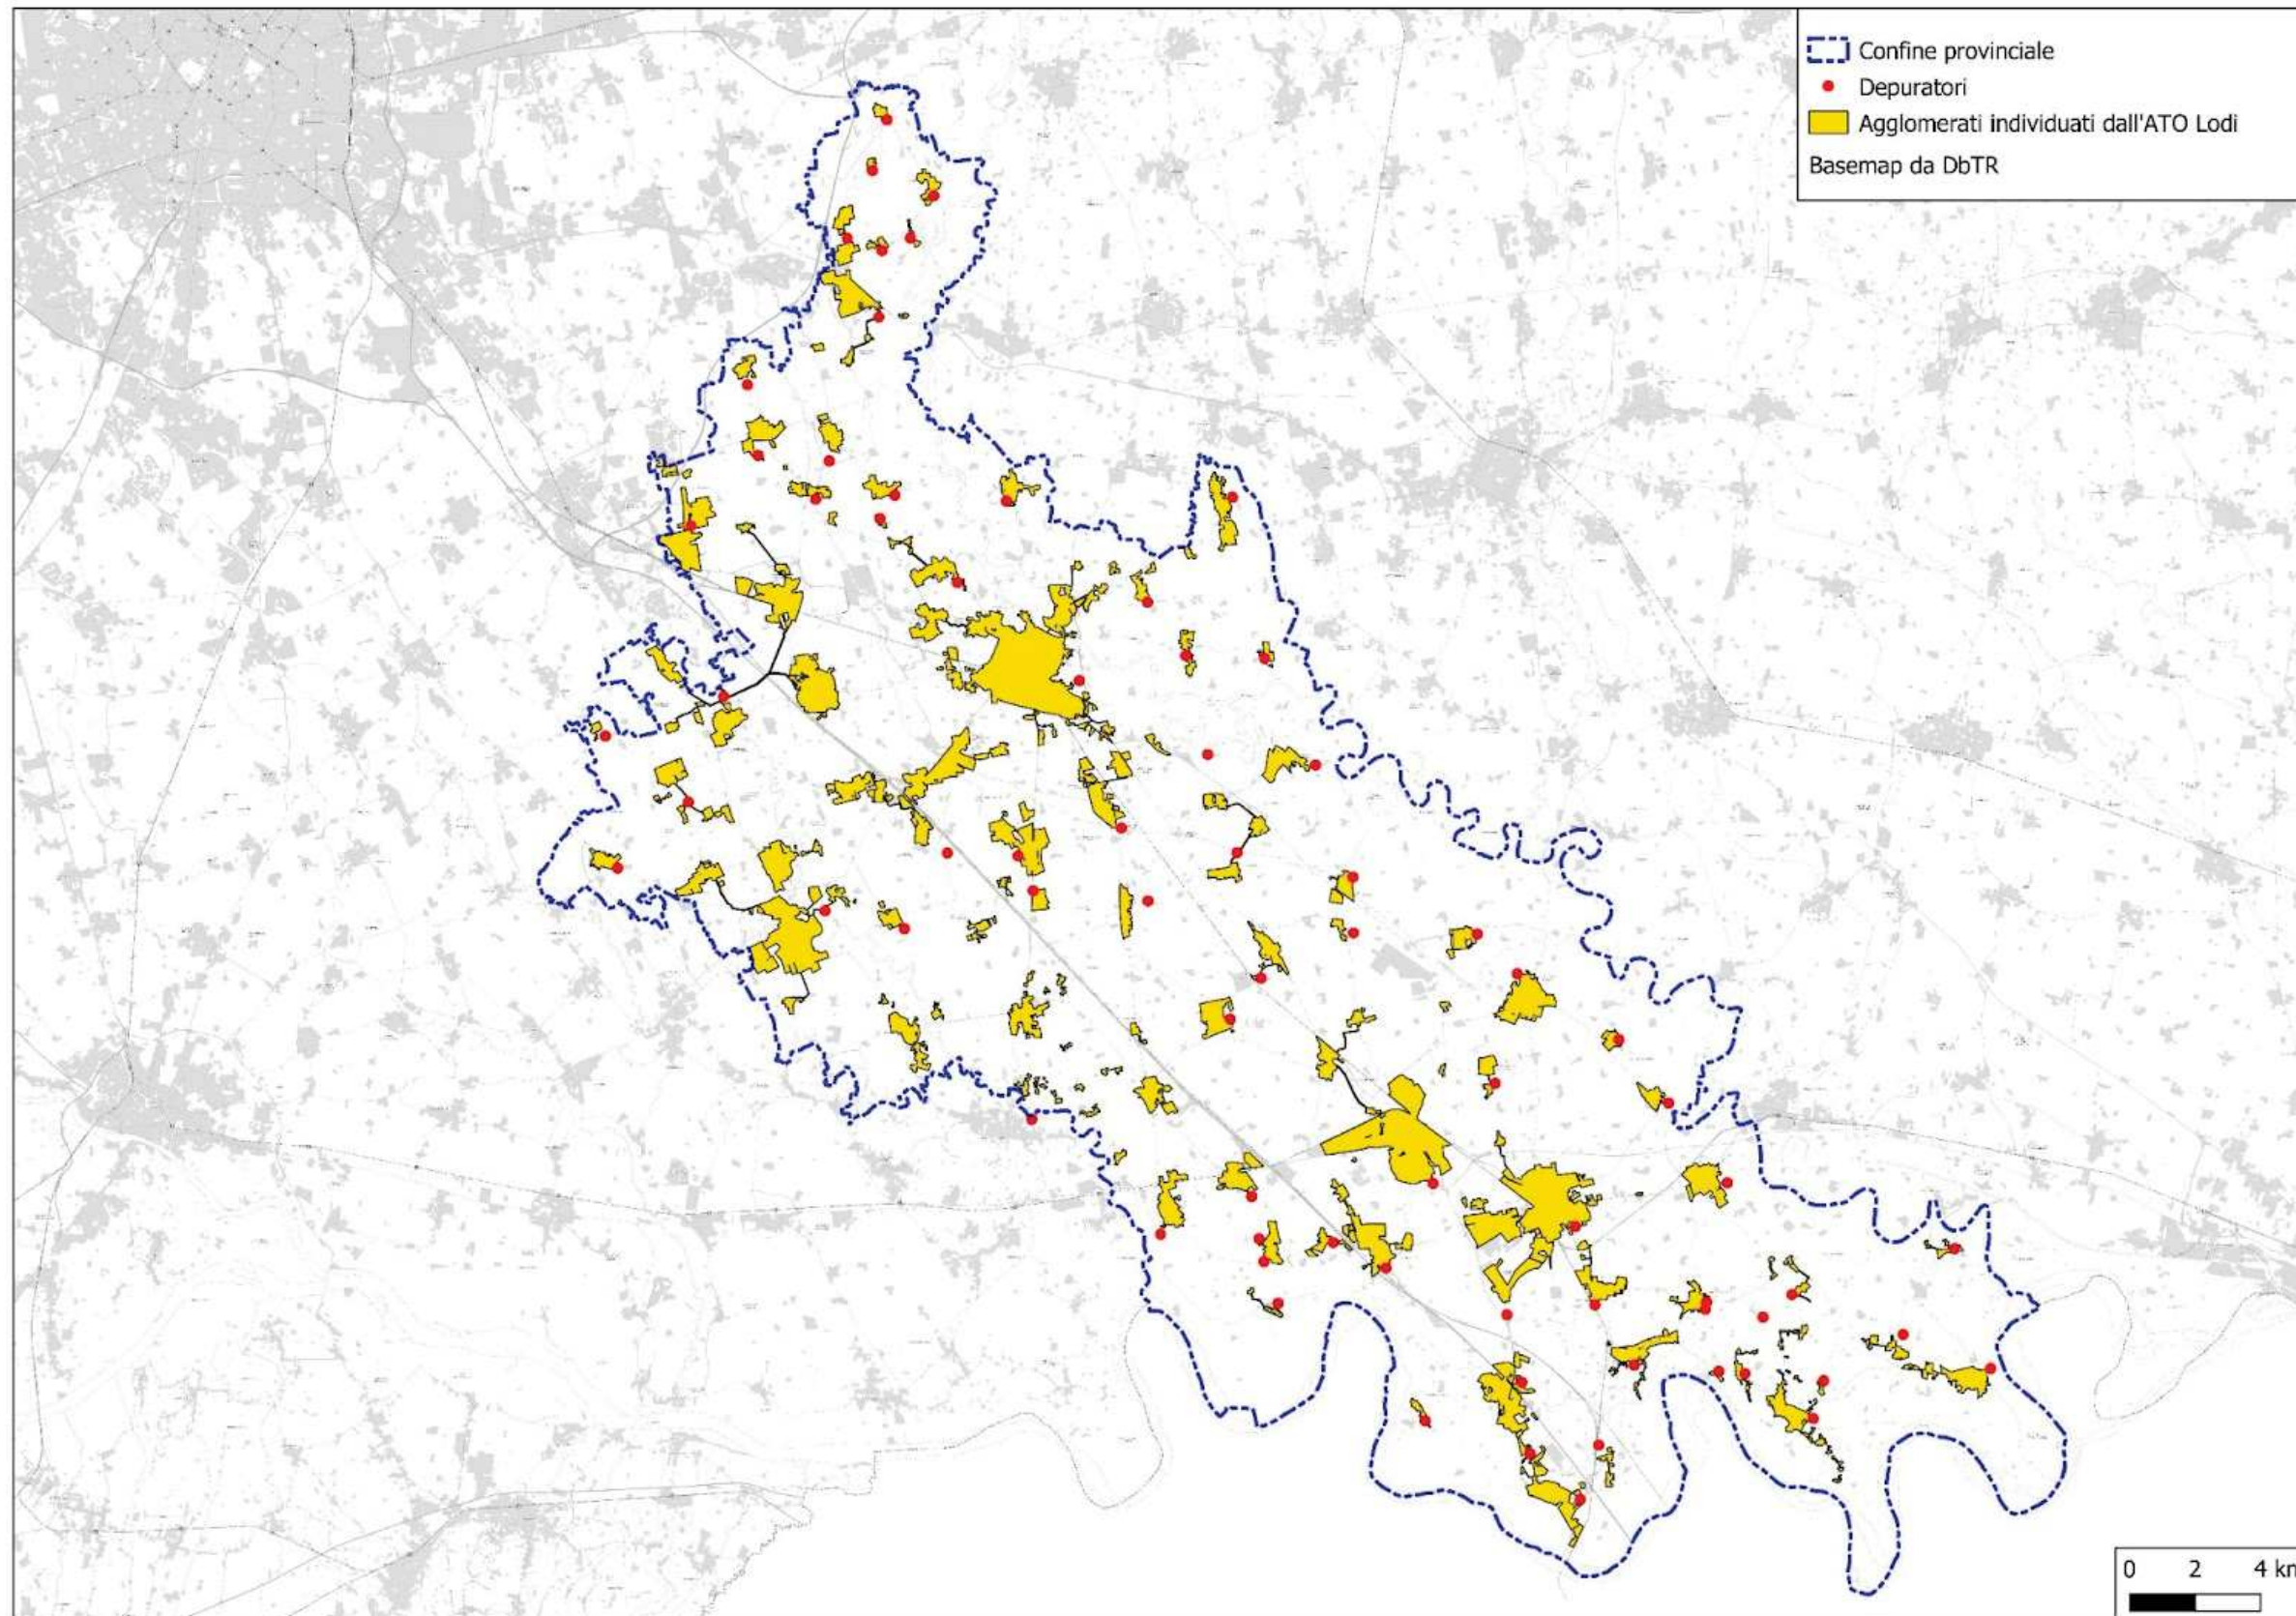 Confine provinciale
Depuratori
Agglomerati individuati dall'ATO Lodi
Basemap da DbTR
0 2 4 km